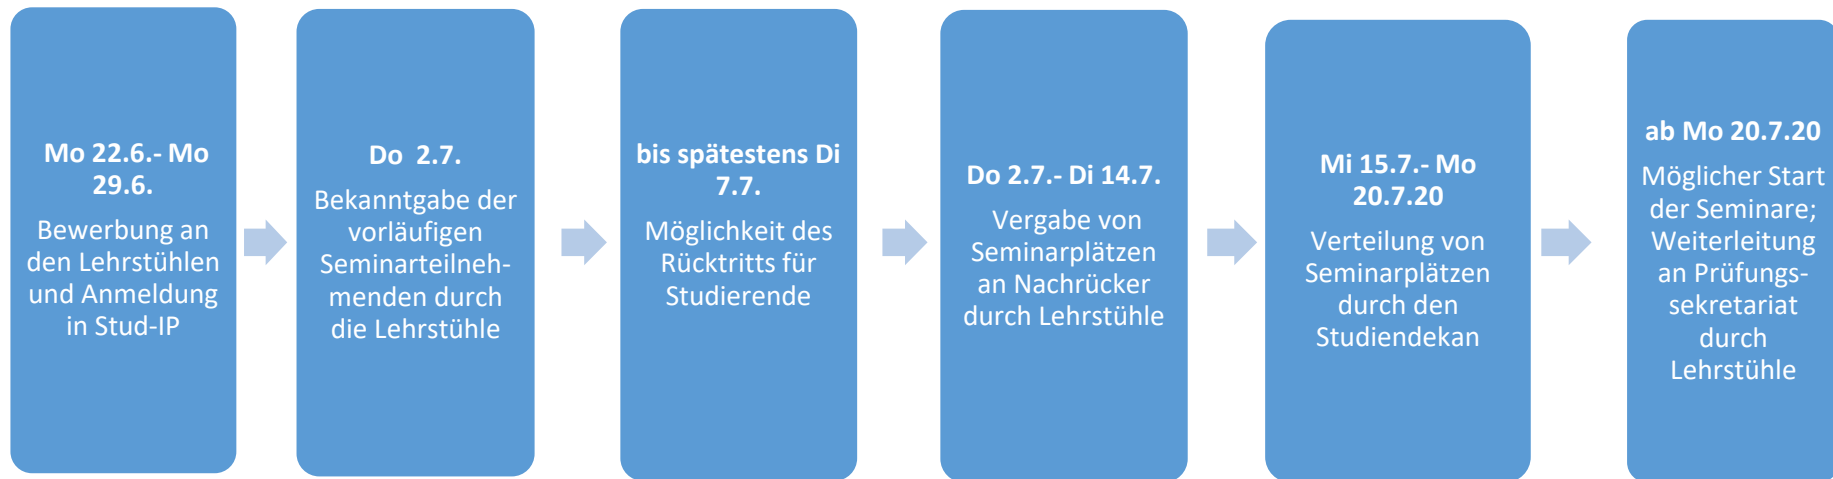 Mo 22.6.- Mo
29.6.
Bewerbung an
den Lehrstühlen
und Anmeldung
in Stud-IP
Do  2.7.
Bekanntgabe der
vorläufigen
Seminarteilneh-
menden durch
die Lehrstühle
bis spätestens Di
7.7.
Möglichkeit des
Rücktritts für
Studierende
Do 2.7.- Di 14.7.
Vergabe von
Seminarplätzen
an Nachrücker
durch Lehrstühle
Mi 15.7.- Mo
20.7.20
Verteilung von
Seminarplätzen
durch den
Studiendekan
ab Mo 20.7.20
Möglicher Start
der Seminare;
Weiterleitung
an Prüfungs-
sekretariat
durch
Lehrstühle